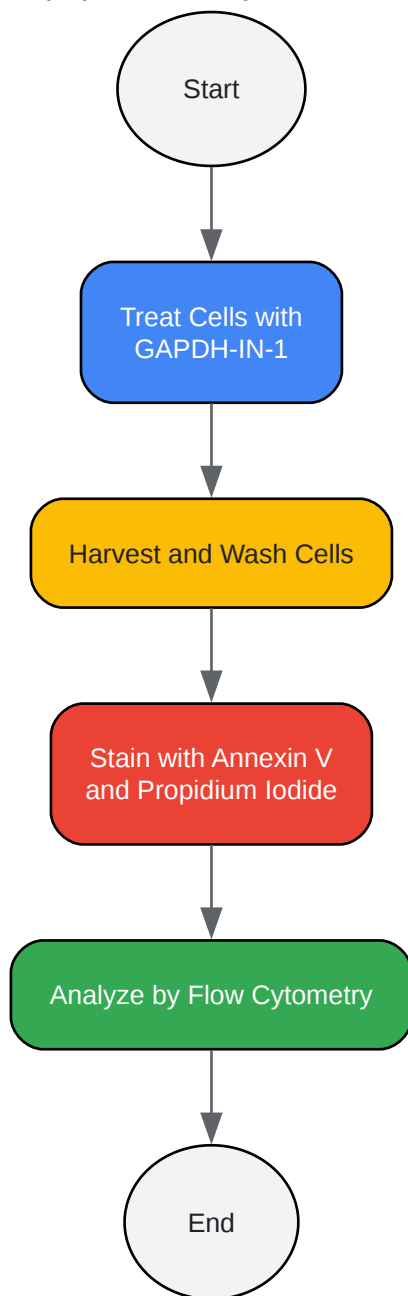 Start
Treat Cells with
GAPDH-IN-1
Harvest and Wash Cells
Stain with Annexin V
and Propidium Iodide
Analyze by Flow Cytometry
End